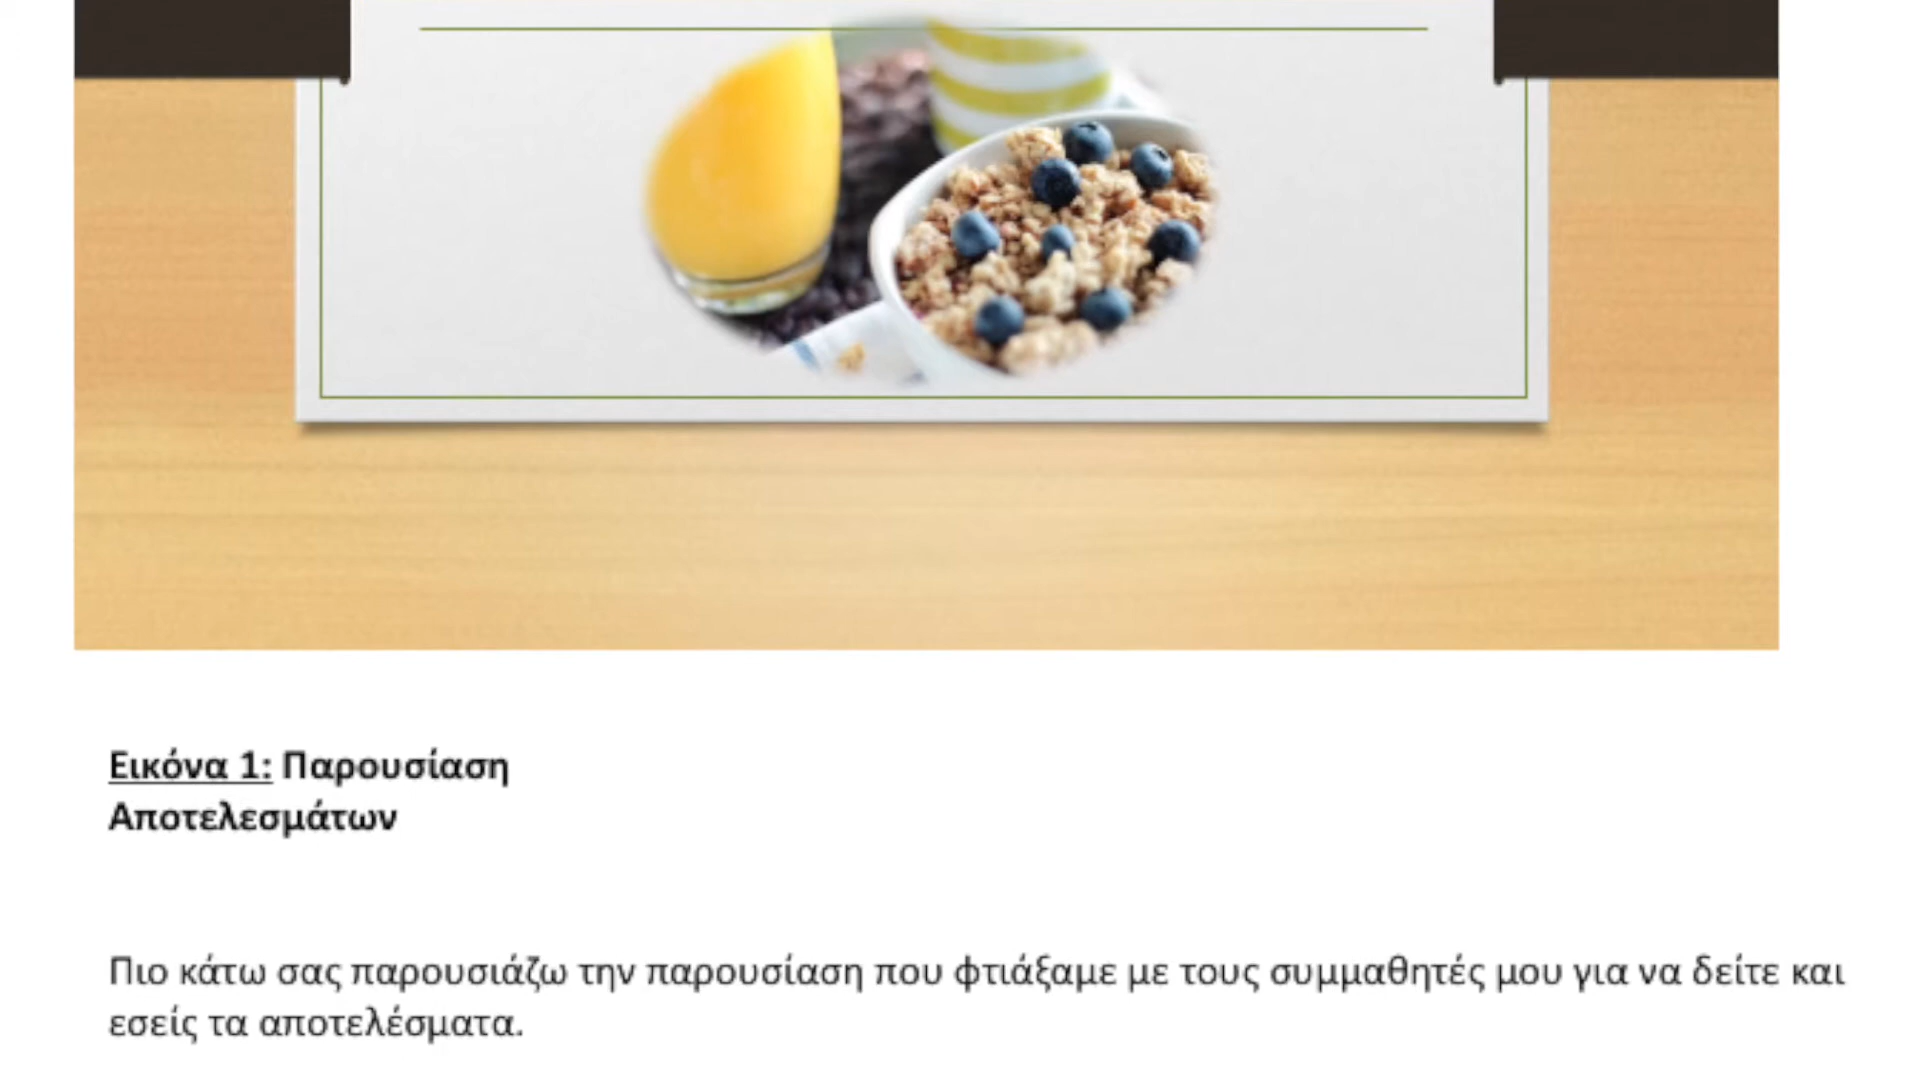 Εικόνα 1: Παρουσίαση
Αποτελεσμάτων
Πιο κάτω σας παρουσιάζω την παρουσίαση που φτιάξαμε με τους συμμαθητές μου για να δείτε και
εσείς τα αποτελέσματα.